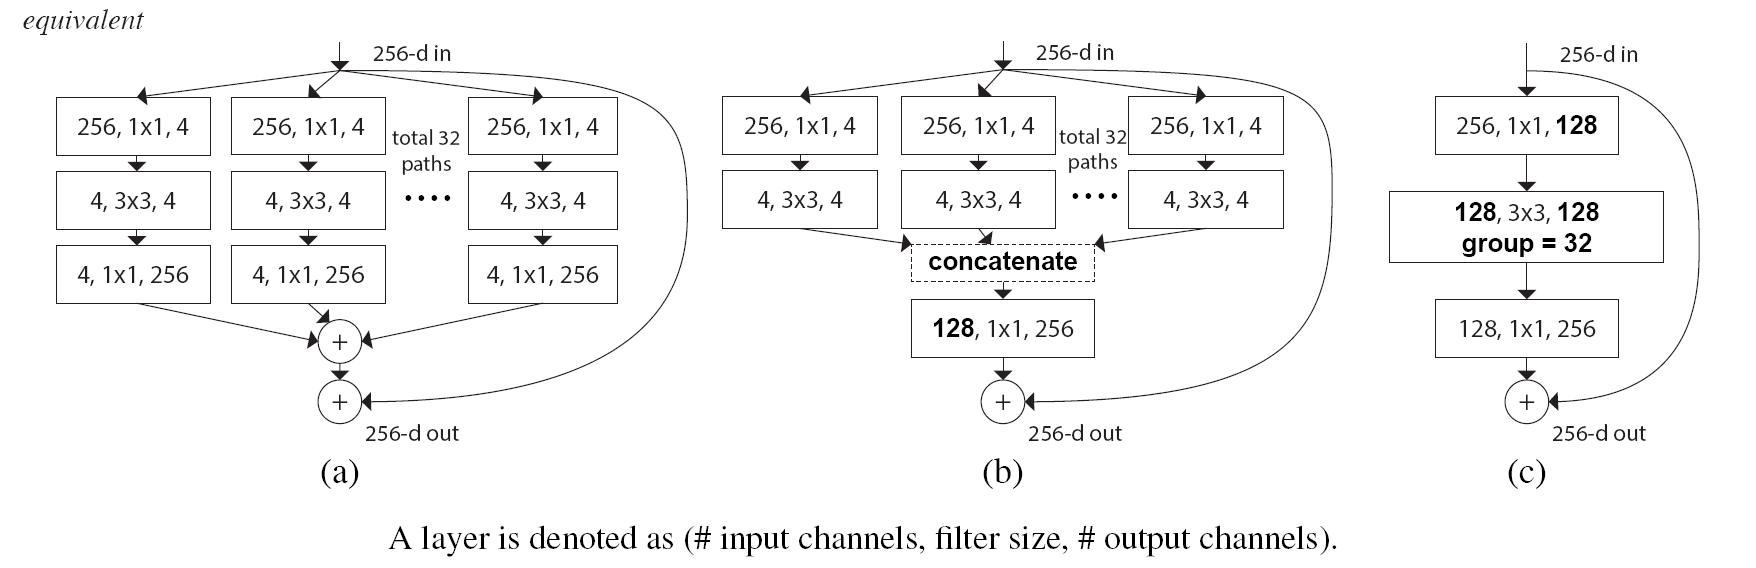 equivalent
256-d in
256, 1x1, 4
256, 1x1, 4
total 32
paths
256, 1x1, 4
4, 3x3, 4
4, 3x3, 4
....
4, 3x3, 4
4, 1x1, 256
4, 1x1, 256
4, 1x1, 256
+
+
256-d out
(a)
256-d in
256, 1x1, 4
256, 1x1, 4
total 32
paths
256, 1x1, 4
4, 3x3, 4
4, 3x3, 4
....
4, 3x3, 4
concatenate
128, 1x1, 256
+
256-d out
(b)
256-d in
256, 1x1, 128
128, 3x3, 128
group = 32
128, 1x1, 256
+
256-d out
(c)
A layer is denoted as (# input channels, filter size, # output channels).